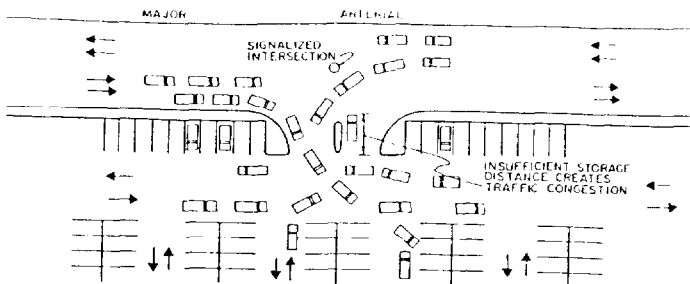 MAJOR ARTERIAL
SIGNALIZED
INTERSECTION
INSUFFICIENT STORAGE
DISTANCE CREATES
TRAFFIC CONGESTION